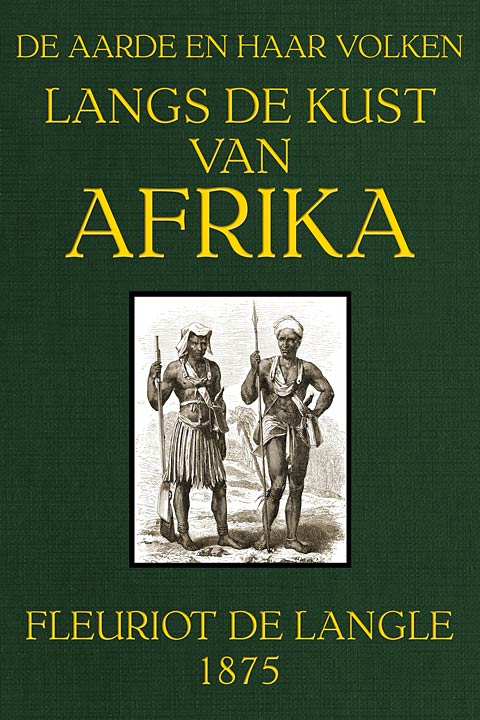 DE AARDE EN HAAR VOLKEN
LANGS DE KUST
VAN
AFRIKA
FLEURIOT DE LANGLE
1875